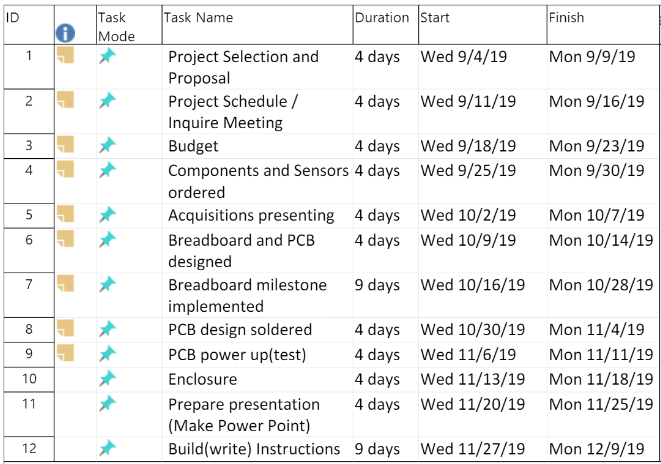 ID Task Mode Task Name Duration Start Finish
1 Project Selection and Proposal 4 days Wed 9/4/19 Mon 9/9/19
2 Project Schedule / Inquire Meeting 4 days Wed 9/11/19 Mon 9/16/19
3 Budget 4 days Wed 9/18/19 Mon 9/23/19
4 Components and Sensors ordered 4 days Wed 9/25/19 Mon 9/30/19
5 Acquisitions presenting 4 days Wed 10/2/19 Mon 10/7/19
6 Breadboard and PCB designed 4 days Wed 10/9/19 Mon 10/14/19
7 Breadboard milestone implemented 9 days Wed 10/16/19 Mon 10/28/19
8 PCB design soldered 4 days Wed 10/30/19 Mon 11/4/19
9 PCB power up(test) 4 days Wed 11/6/19 Mon 11/11/19
10 Enclosure 4 days Wed 11/13/19 Mon 11/18/19
11 Prepare presentation (Make Power Point) 4 days Wed 11/20/19 Mon 11/25/19
12 Build(write) Instructions 9 days Wed 11/27/19 Mon 12/9/19